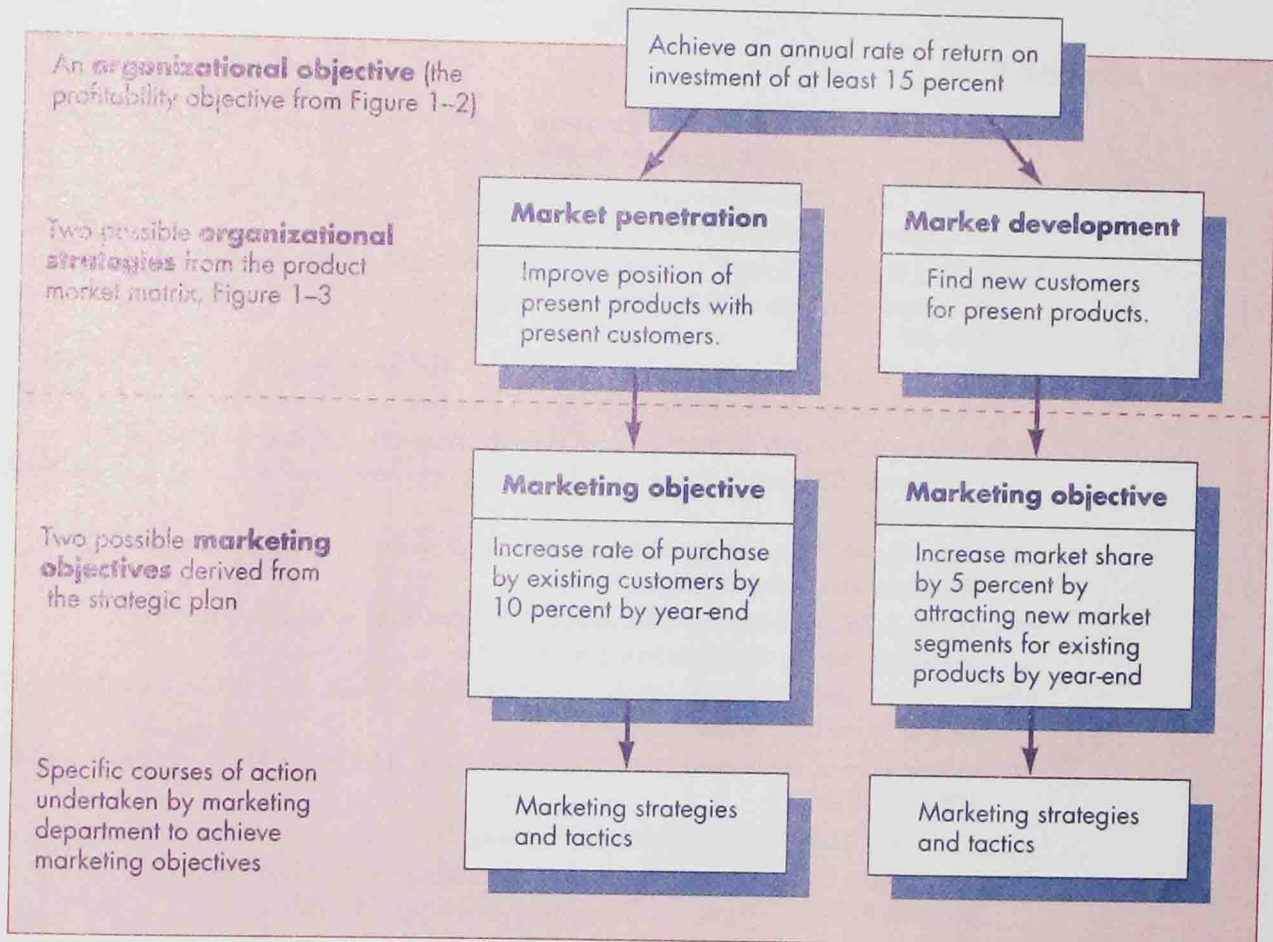 Achieve an annual rate of return on
investment of at least 15 percent
An organizational objective (the
profitability objective from Figure 1–2)
Two possible organizational
strategies from the product
market matrix, Figure 1–3
Market penetration
Improve position of
present products with
present customers.
Market development
Find new customers
for present products.
Two possible marketing
objectives derived from
the strategic plan
Marketing objective
Increase rate of purchase
by existing customers by
10 percent by year-end
Marketing objective
Increase market share
by 5 percent by
attracting new market
segments for existing
products by year-end
Specific courses of action
undertaken by marketing
department to achieve
marketing objectives
Marketing strategies
and tactics
Marketing strategies
and tactics